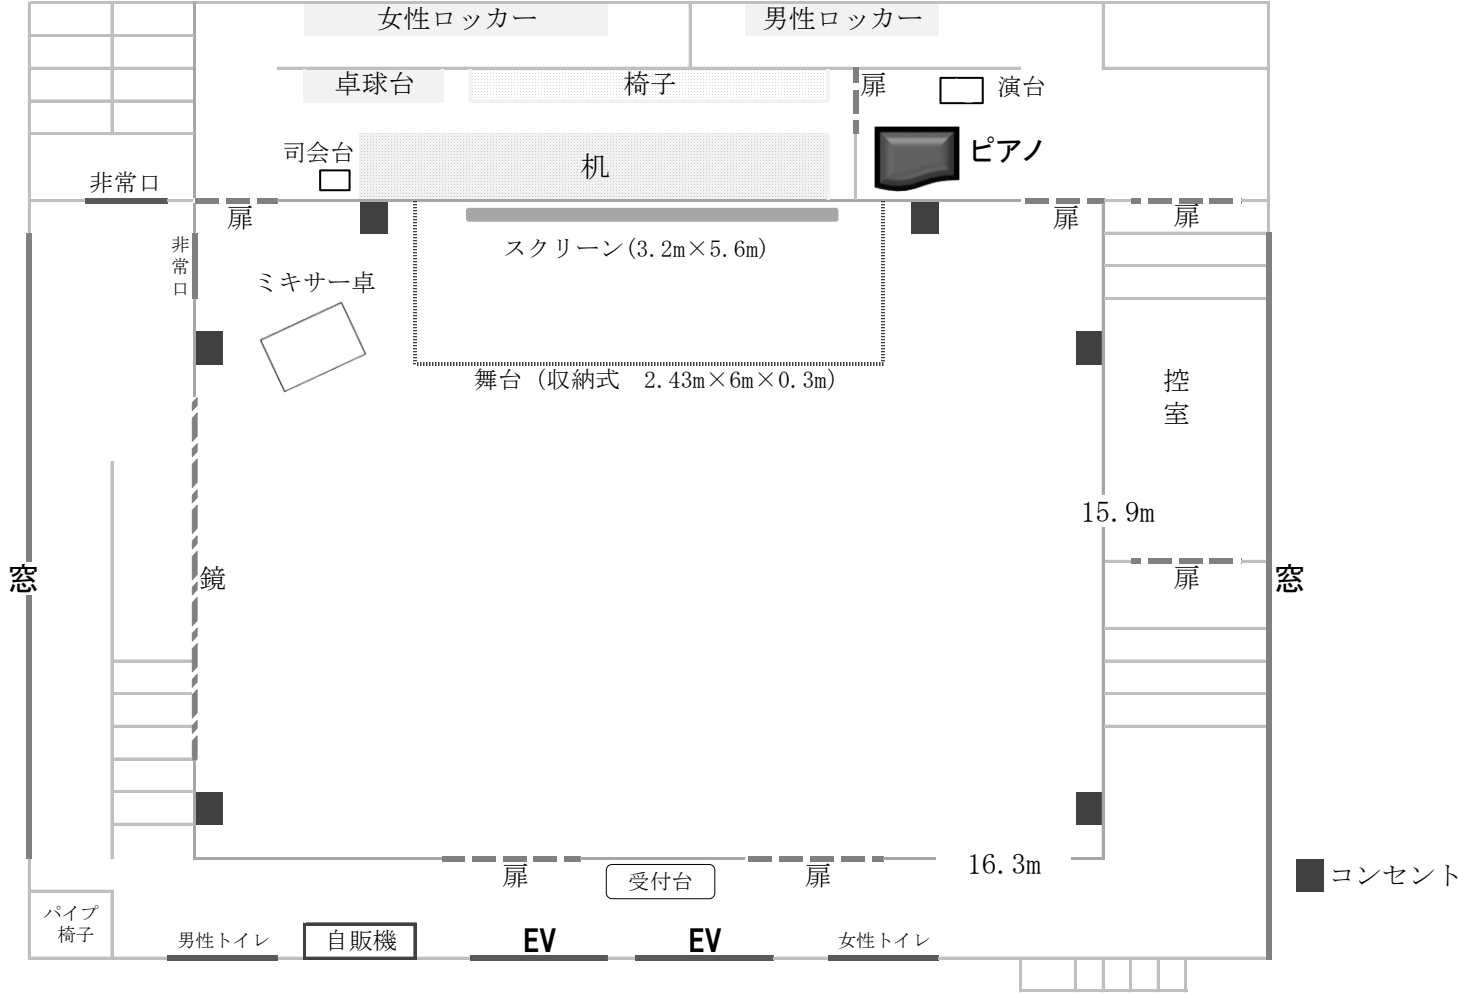 女性ロッカー
男性ロッカー
卓球台
椅子
扉
演台
司会台
机
ピアノ
非常口
扉
扉
扉
非常口
スクリーン(3.2m×5.6m)
ミキサー卓
舞台（収納式　2.43m×6m×0.3m）
控室
15.9m
窓
鏡
扉
窓
扉
受付台
扉
16.3m
コンセント
パイプ
椅子
男性トイレ
自販機
EV
EV
女性トイレ